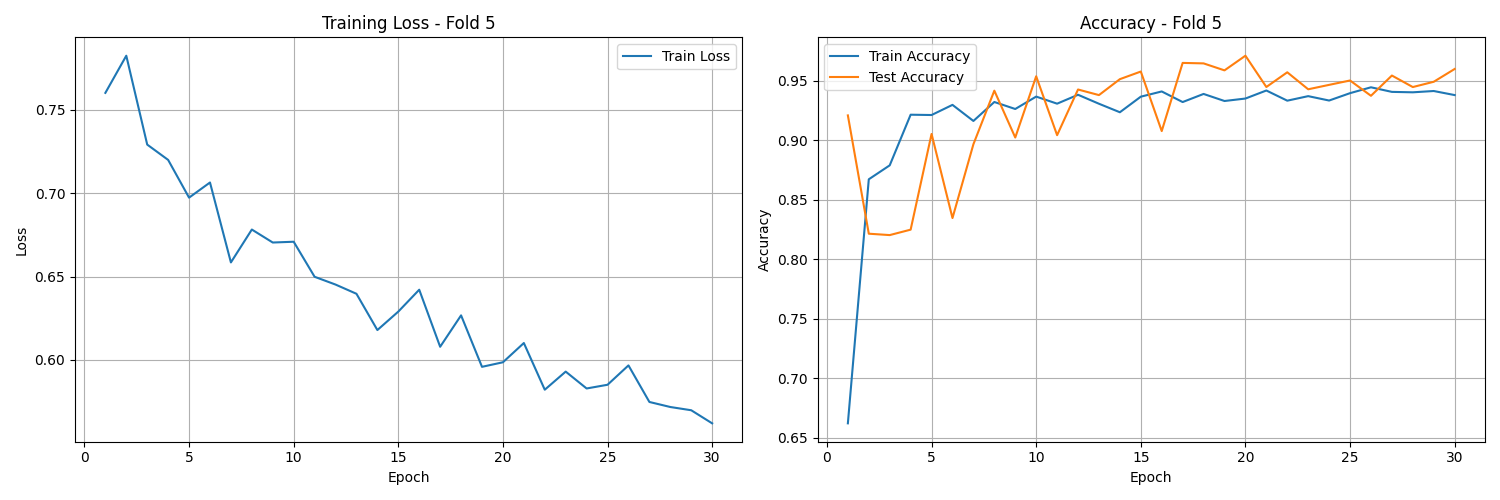 Training Loss - Fold 5
Train Loss
0.75
0.70
0.65
0.60
Loss
0 5 10 15 20 25 30
Epoch
Accuracy - Fold 5
Train Accuracy
Test Accuracy
0.95
0.90
0.85
0.80
0.75
0.70
0.65
Accuracy
0 5 10 15 20 25 30
Epoch